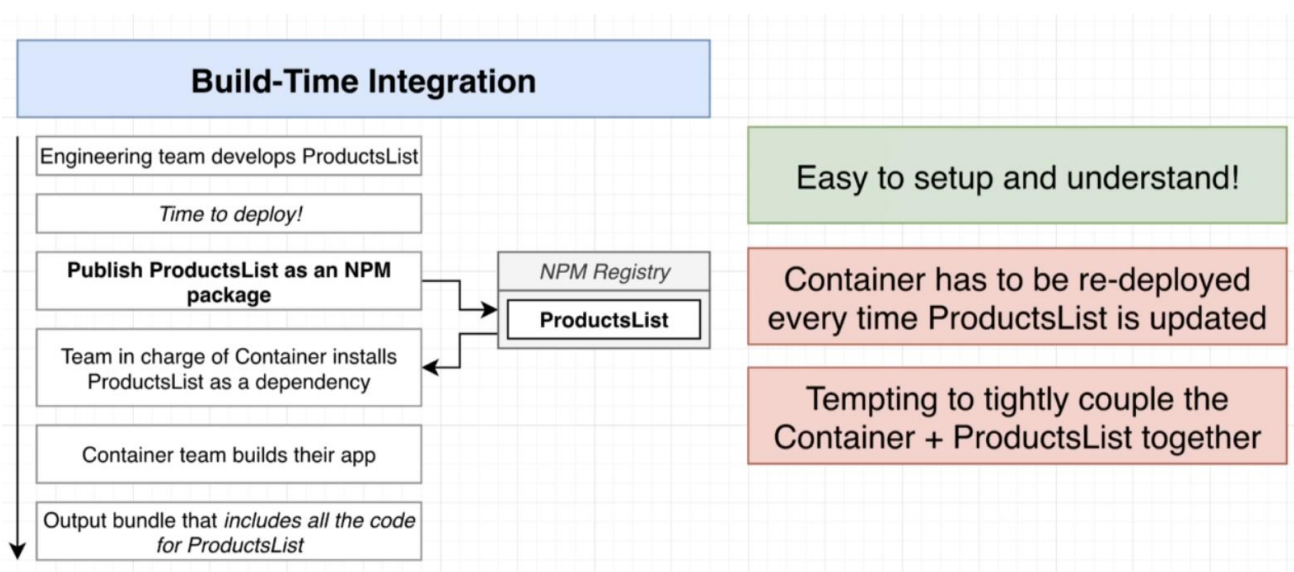 Build-Time Integration
Engineering team develops ProductsList
Time to deploy!
Publish ProductsList as an NPM
package
Team in charge of Container installs
ProductsList as a dependency
Container team builds their app
Output bundle that includes all the code
for ProductsList
NPM Registry
ProductsList
Easy to setup and understand!
Container has to be re-deployed
every time ProductsList is updated
Tempting to tightly couple the
Container + ProductsList together